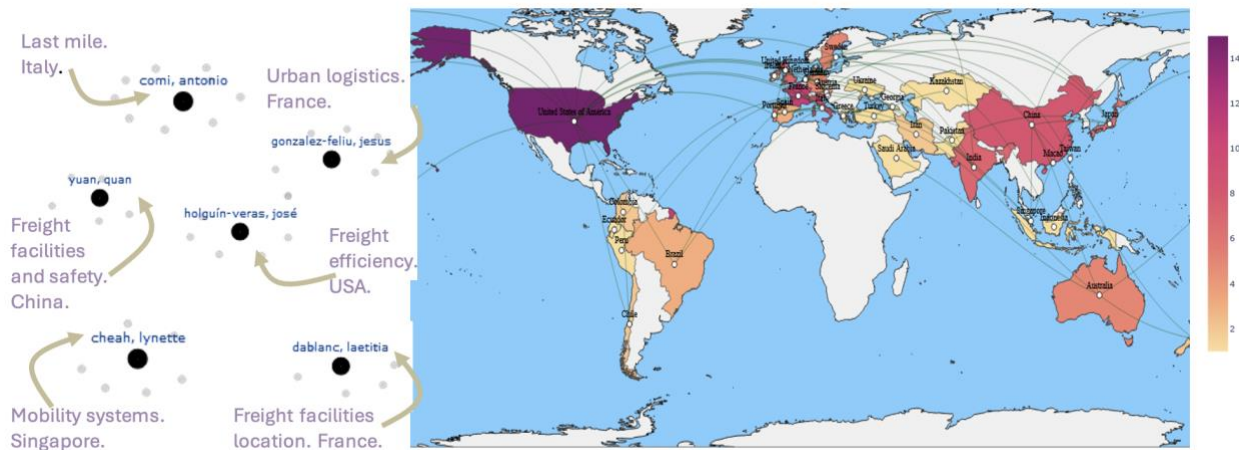 Last mile.
Italy.
comi, antonio
Urban logistics.
France.
gonzalez-feliu, jesus
yuan, quan
holguín-veras, josé
Freight
facilities
and safety.
China.
Freight
efficiency.
USA.
cheah, lynette
dablanc, laetitia
Mobility systems.
Singapore.
Freight facilities
location. France.
Sweden
Ukraine
Kazakhstan
United States of America
Portugal
Greece
Georgia
Turkey
Iran
Pakistan
China
Japan
Saudi Arabia
India
Macao
Taiwan
Colombia
Ecuador
Peru
Brazil
Chile
Singapore
Indonesia
Australia
14
12
10
8
6
4
2